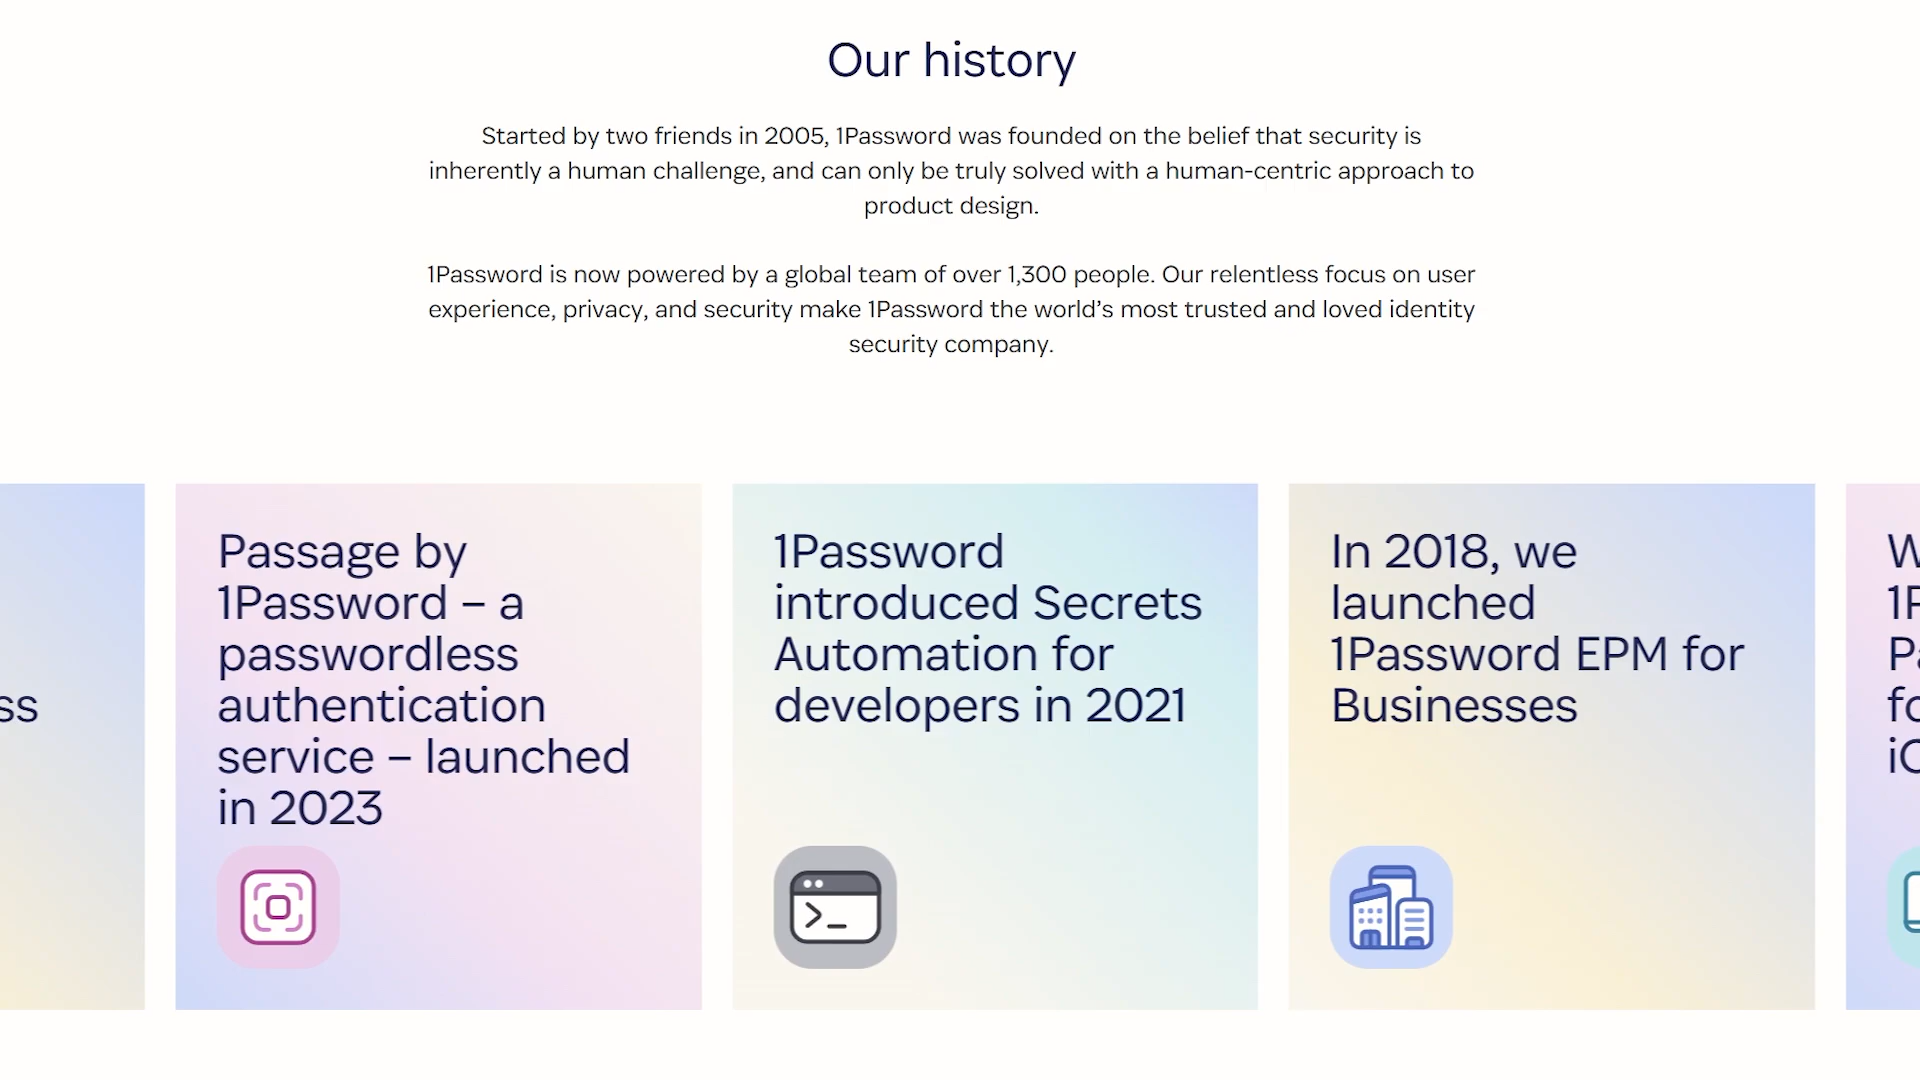 Our history
Started by two friends in 2005, 1Password was founded on the belief that security is
inherently a human challenge, and can only be truly solved with a human-centric approach to
product design.
1Password is now powered by a global team of over 1,300 people. Our relentless focus on user
experience, privacy, and security make 1Password the world’s most trusted and loved identity
security company.
Passage by
1Password – a
passwordless
authentication
service – launched
in 2023
1Password
introduced Secrets
Automation for
developers in 2021
In 2018, we
launched
1Password EPM for
Businesses